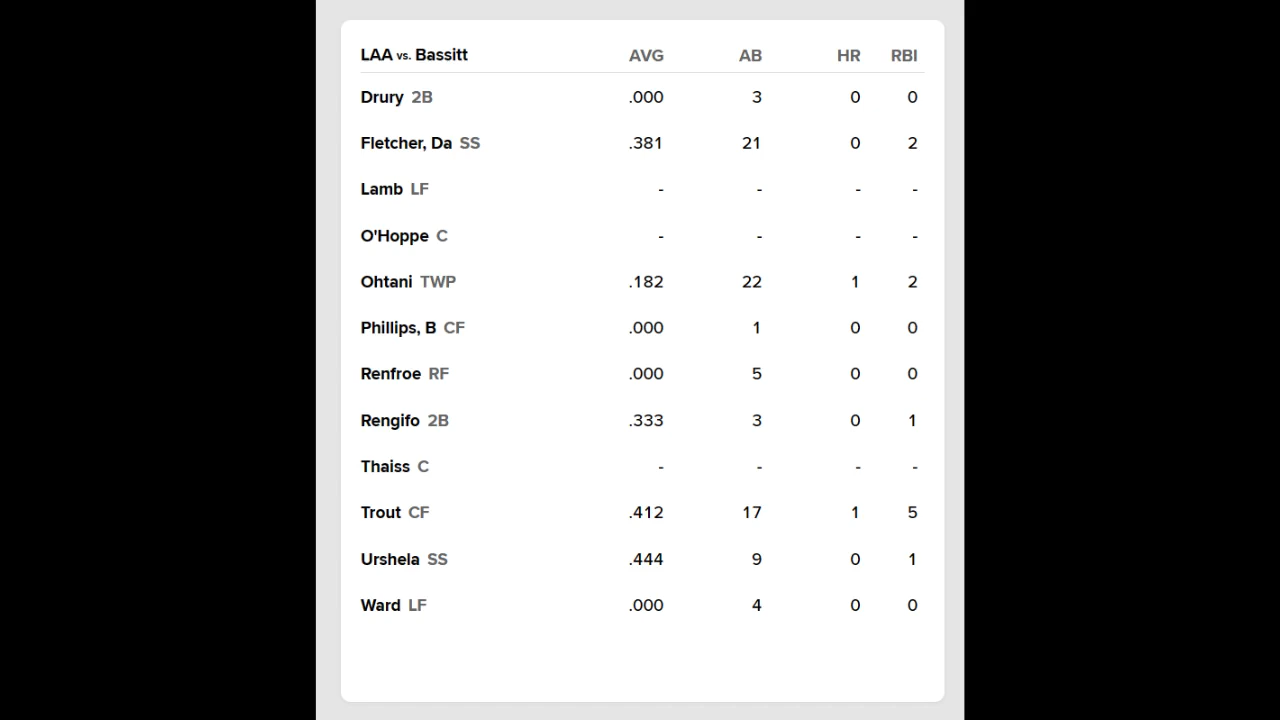 LAA vs. Bassitt AVG AB HR RBI
Drury 2B .000 3 0 0
Fletcher, Da SS .381 21 0 2
Lamb LF - - - -
O'Hoppe C - - - -
Ohtani TWP .182 22 1 2
Phillips, B CF .000 1 0 0
Renfroe RF .000 5 0 0
Rengifo 2B .333 3 0 1
Thaiss C - - - -
Trout CF .412 17 1 5
Urshela SS .444 9 0 1
Ward LF .000 4 0 0